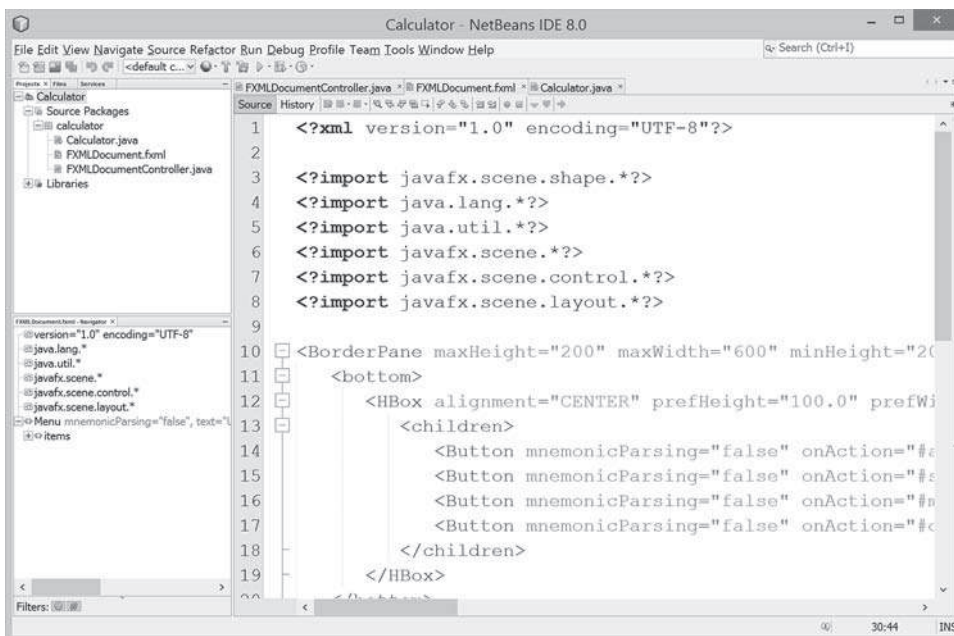 Calculator - NetBeans IDE 8.0
File Edit View Navigate Source Refactor Run Debug Profile Team Tools Window Help
Search (Ctrl+I)
<default c...
Projects x Files Services
FXMLDocumentController.java x FXMLDocument.fxml x Calculator.java x
Source History
Calculator
Source Packages
calculator
Calculator.java
FXMLDocument.fxml
FXMLDocumentController.java
Libraries
FXMLDocument.fxml - Navigator x
version="1.0" encoding="UTF-8"
java.lang.*
java.util.*
javafx.scene.*
javafx.scene.control.*
javafx.scene.layout.*
Menu mnemonicParsing="false", text="
items
Filters:
1 <?xml version="1.0" encoding="UTF-8"?>
2
3 <?import javafx.scene.shape.*?>
4 <?import java.lang.*?>
5 <?import java.util.*?>
6 <?import javafx.scene.*?>
7 <?import javafx.scene.control.*?>
8 <?import javafx.scene.layout.*?>
9
10 <BorderPane maxHeight="200" maxWidth="600" minHeight="20
11 <bottom>
12 <HBox alignment="CENTER" prefHeight="100.0" prefWi
13 <children>
14 <Button mnemonicParsing="false" onAction="#a
15 <Button mnemonicParsing="false" onAction="#s
16 <Button mnemonicParsing="false" onAction="#m
17 <Button mnemonicParsing="false" onAction="#d
18 </children>
19 </HBox>
30:44 INS